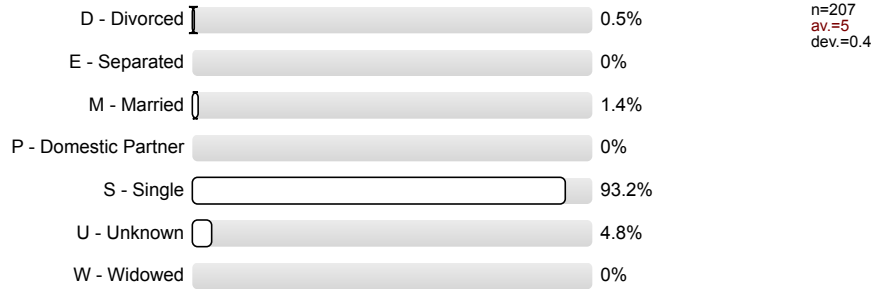 D - Divorced 0.5%
E - Separated 0%
M - Married 1.4%
P - Domestic Partner 0%
S - Single 93.2%
U - Unknown 4.8%
W - Widowed 0%
n=207
av.=5
dev.=0.4